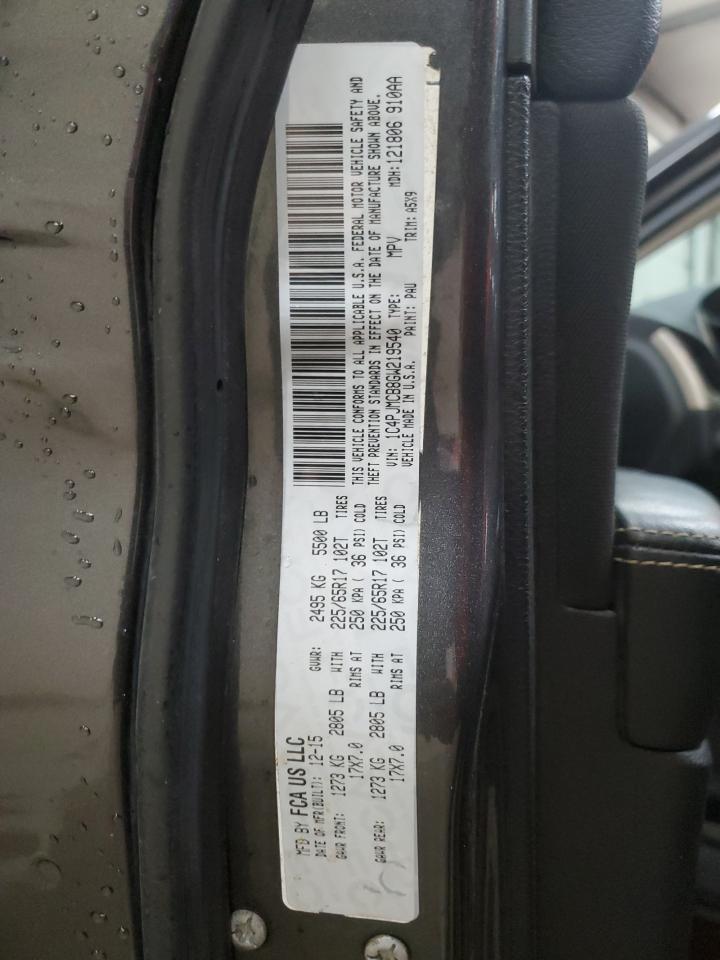 MFD BY FCA US LLC
DATE OF MFR(BUILT): 12-15 GVWR: 2495 KG 5500 LB
GAWR FRONT: 1273 KG 2805 LB WITH 225/65R17 102T TIRES
17X7.0 RIMS AT 250 KPA ( 36 PSI) COLD
GAWR REAR: 1273 KG 2805 LB WITH 225/65R17 102T TIRES
17X7.0 RIMS AT 250 KPA ( 36 PSI) COLD
THIS VEHICLE CONFORMS TO ALL APPLICABLE U.S.A. FEDERAL MOTOR VEHICLE SAFETY AND
THEFT PREVENTION STANDARDS IN EFFECT ON THE DATE OF MANUFACTURE SHOWN ABOVE.
VIN: 1C4PJMCB8GW219540 TYPE: MPV MDH:121806 910AA
VEHICLE MADE IN U.S.A. PAINT: PAU TRIM: A5X9